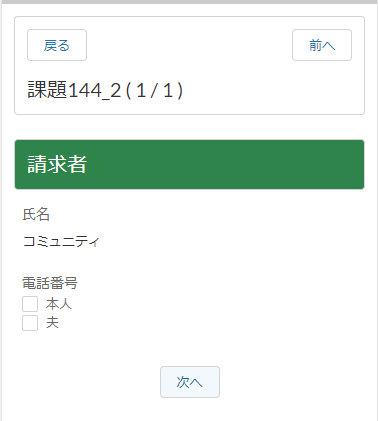 戻る
前へ
課題144_2 ( 1 / 1 )
請求者
氏名
コミュニティ
電話番号
本人
夫
次へ